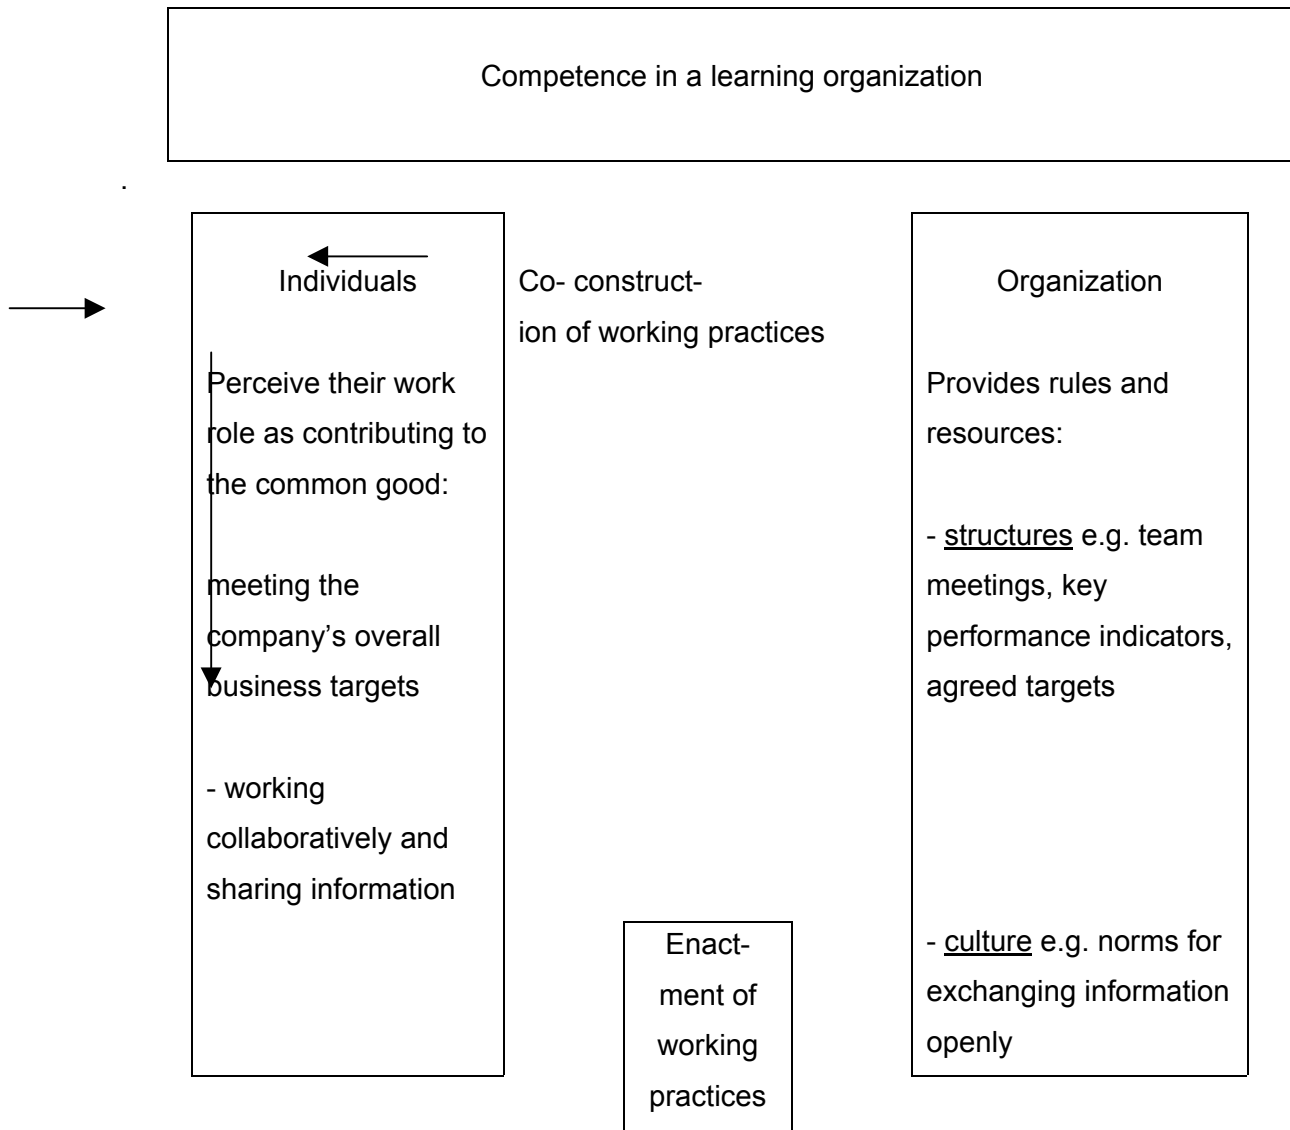 Competence in a learning organization
.
Individuals
Perceive their work
role as contributing to
the common good:
meeting the
company’s overall
business targets
- working
collaboratively and
sharing information
Co- construct-
ion of working practices
Enact-
ment of
working
practices
Organization
Provides rules and
resources:
- structures e.g. team
meetings, key
performance indicators,
agreed targets
- culture e.g. norms for
exchanging information
openly